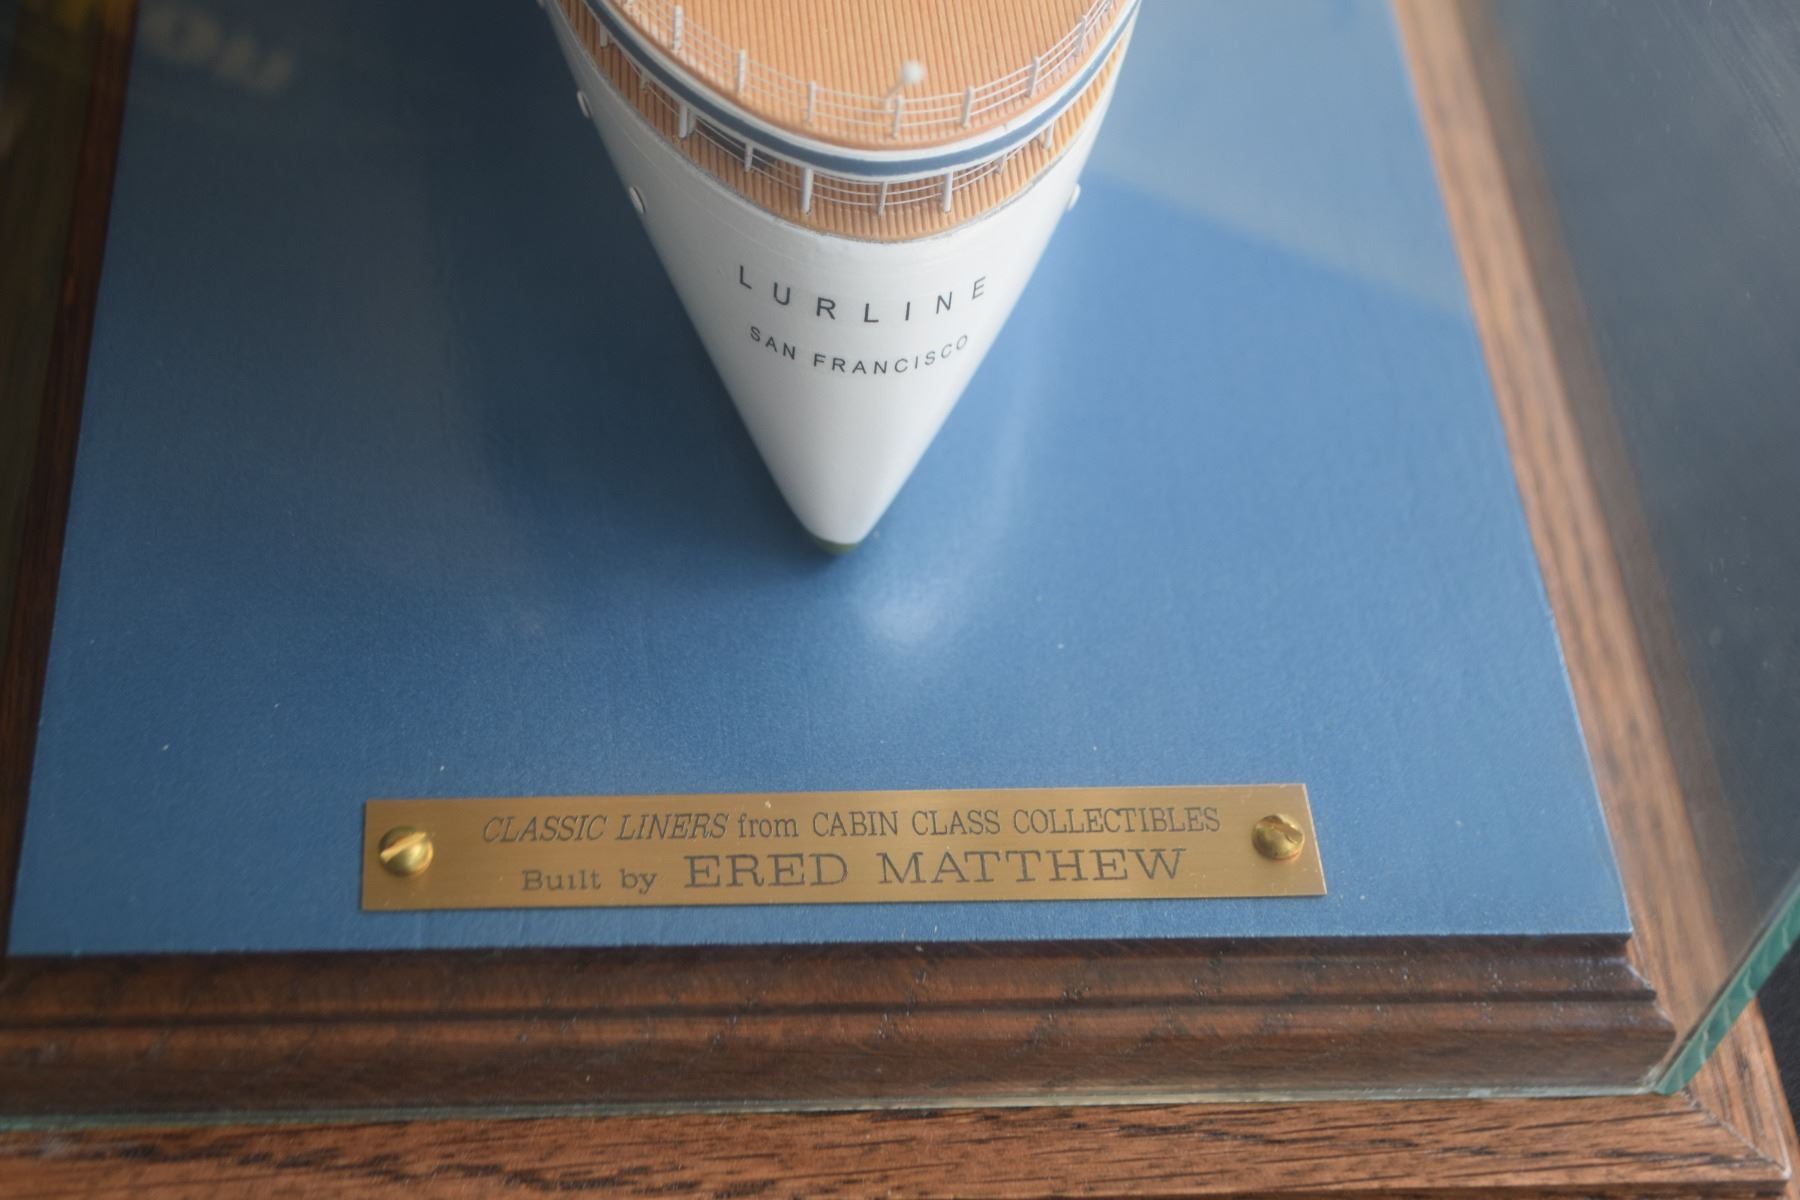 LURLINE
SAN FRANCISCO
CLASSIC LINERS from CABIN CLASS COLLECTIBLES
Built by ERED MATTHEW